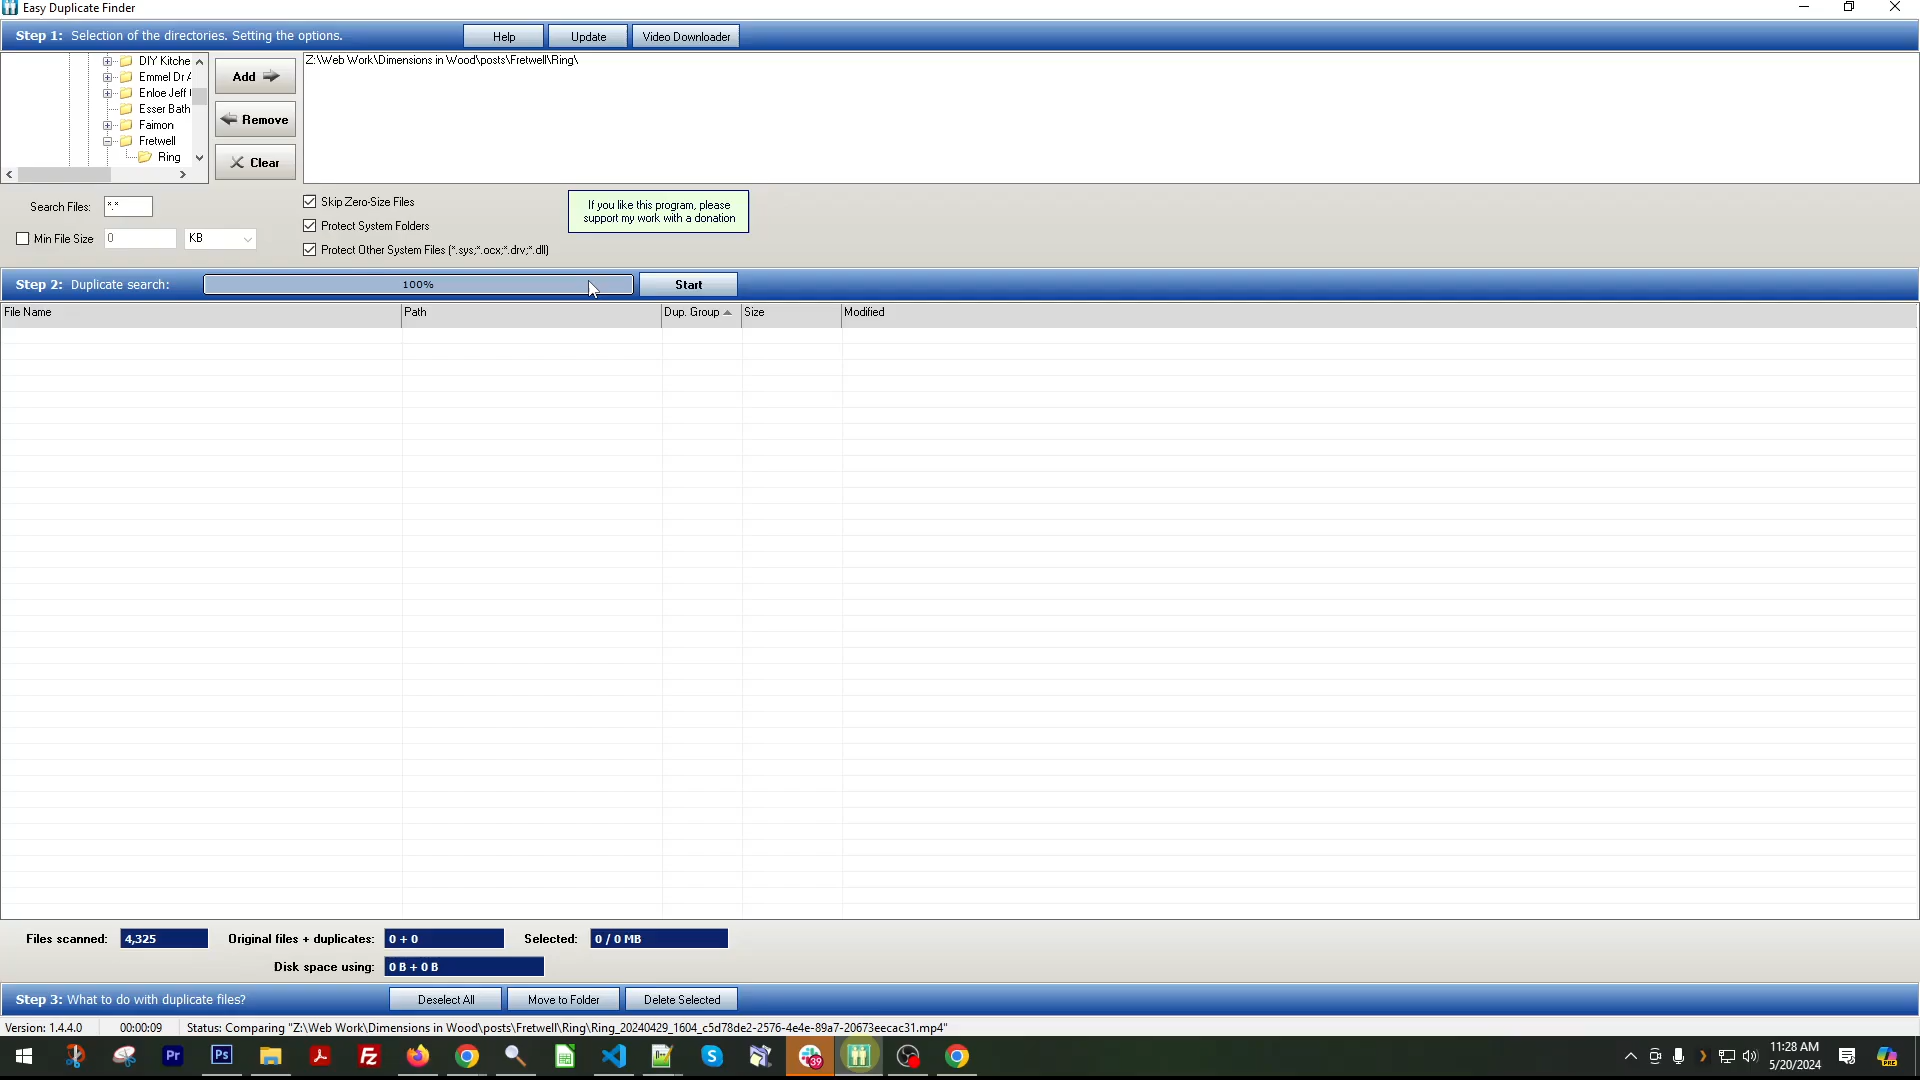 Easy Duplicate Finder
Step 1: Selection of the directories. Setting the options.
Help
Update
Video Downloader
DIY Kitche
Emmel Dr A
Enloe Jeff
Esser Bath
Faimon
Fretwell
Ring
Add
Remove
Clear
Z:\Web Work\Dimensions in Wood\posts\Fretwell\Ring\
Search Files:
*.*
Min File Size
0
KB
Skip Zero-Size Files
Protect System Folders
Protect Other System Files (*.sys;*.ocx;*.drv;*.dll)
If you like this program, please
support my work with a donation
Step 2: Duplicate search:
100%
Start
File Name
Path
Dup. Group
Size
Modified
Files scanned:
4,325
Original files + duplicates:
0 + 0
Selected:
0 / 0 MB
Disk space using:
0 B + 0 B
Step 3: What to do with duplicate files?
Deselect All
Move to Folder
Delete Selected
Version: 1.4.4.0
00:00:09
Status: Comparing "Z:\Web Work\Dimensions in Wood\posts\Fretwell\Ring\Ring_20240429_1604_c5d78de2-2576-4e4e-89a7-20673eecac31.mp4"
Pr
Ps
Fz
S
39
11:28 AM
5/20/2024
PRE